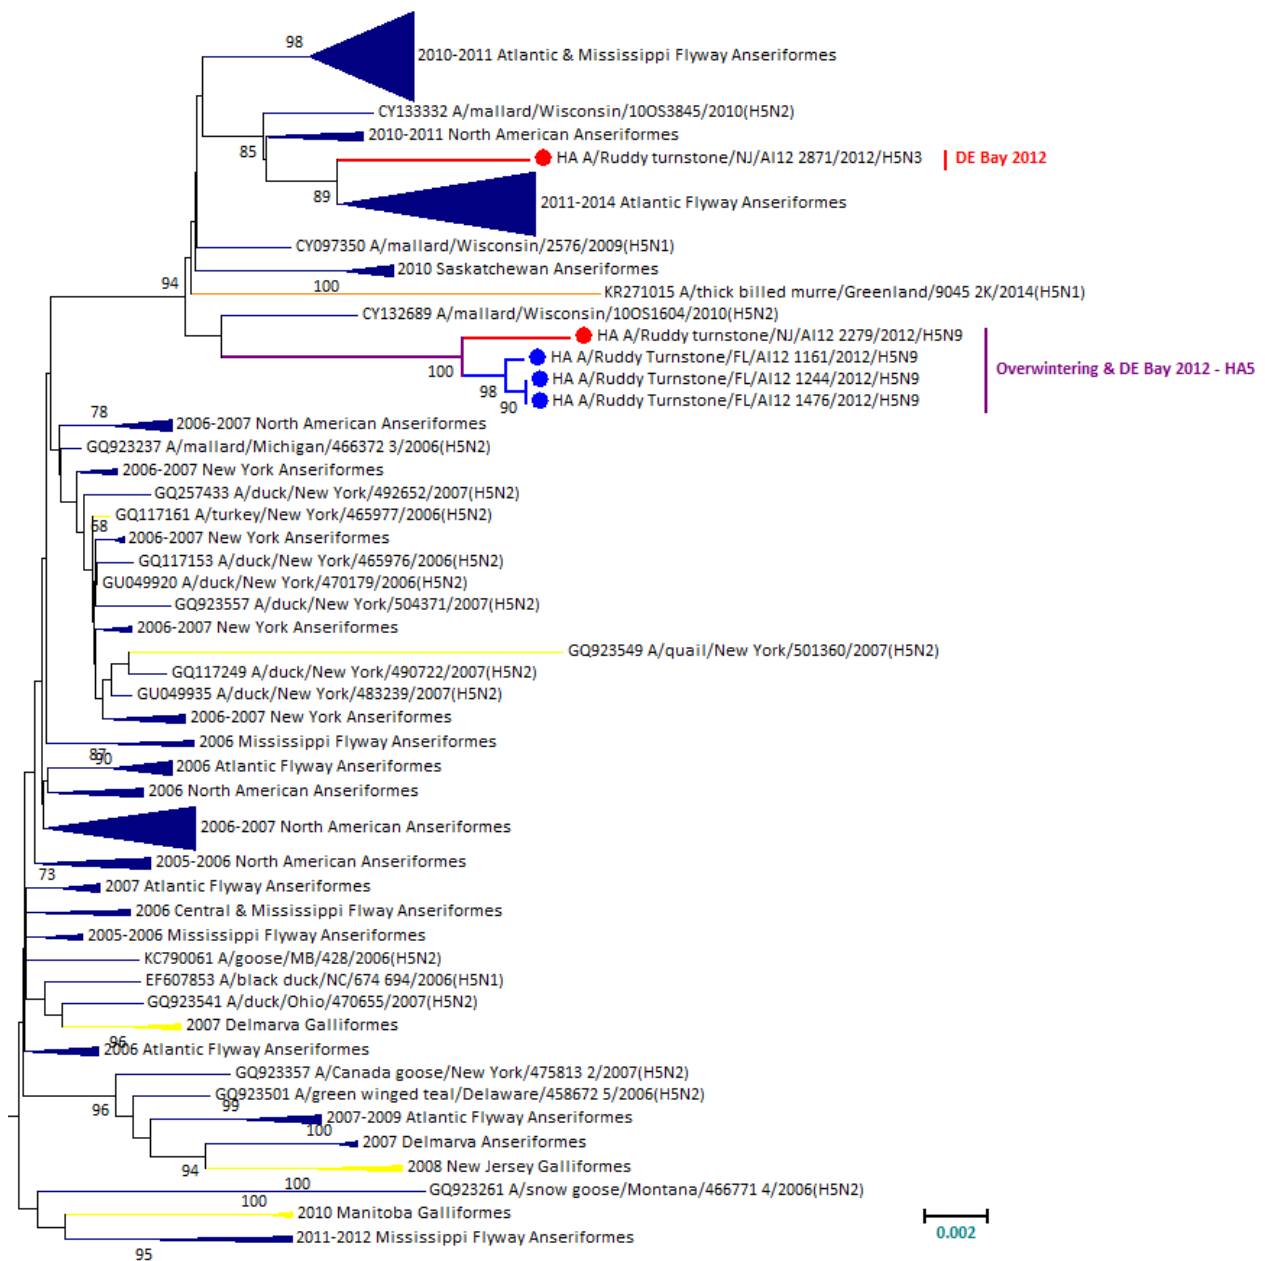 98
2010-2011 Atlantic & Mississippi Flyway Anseriformes
CY133332 A/mallard/Wisconsin/10OS3845/2010(H5N2)
2010-2011 North American Anseriformes
85
HA A/Ruddy turnstone/NJ/AI12 2871/2012/H5N3
DE Bay 2012
89
2011-2014 Atlantic Flyway Anseriformes
CY097350 A/mallard/Wisconsin/2576/2009(H5N1)
2010 Saskatchewan Anseriformes
94
100
KR271015 A/thick billed murre/Greenland/9045 2K/2014(H5N1)
CY132689 A/mallard/Wisconsin/10OS1604/2010(H5N2)
HA A/Ruddy turnstone/NJ/AI12 2279/2012/H5N9
HA A/Ruddy Turnstone/FL/AI12 1161/2012/H5N9
Overwintering & DE Bay 2012 - HA5
100
HA A/Ruddy Turnstone/FL/AI12 1244/2012/H5N9
98
HA A/Ruddy Turnstone/FL/AI12 1476/2012/H5N9
90
78
2006-2007 North American Anseriformes
GQ923237 A/mallard/Michigan/466372 3/2006(H5N2)
2006-2007 New York Anseriformes
GQ257433 A/duck/New York/492652/2007(H5N2)
GQ117161 A/turkey/New York/465977/2006(H5N2)
68
2006-2007 New York Anseriformes
GQ117153 A/duck/New York/465976/2006(H5N2)
GU049920 A/duck/New York/470179/2006(H5N2)
GQ923557 A/duck/New York/504371/2007(H5N2)
2006-2007 New York Anseriformes
GQ923549 A/quail/New York/501360/2007(H5N2)
GQ117249 A/duck/New York/490722/2007(H5N2)
GU049935 A/duck/New York/483239/2007(H5N2)
2006-2007 New York Anseriformes
2006 Mississippi Flyway Anseriformes
87
90
2006 Atlantic Flyway Anseriformes
2006 North American Anseriformes
2006-2007 North American Anseriformes
2005-2006 North American Anseriformes
73
2007 Atlantic Flyway Anseriformes
2006 Central & Mississippi Flway Anseriformes
2005-2006 Mississippi Flyway Anseriformes
KC790061 A/goose/MB/428/2006(H5N2)
EF607853 A/black duck/NC/674 694/2006(H5N1)
GQ923541 A/duck/Ohio/470655/2007(H5N2)
2007 Delmarva Galliformes
96
2006 Atlantic Flyway Anseriformes
GQ923357 A/Canada goose/New York/475813 2/2007(H5N2)
GQ923501 A/green winged teal/Delaware/458672 5/2006(H5N2)
96
99
2007-2009 Atlantic Flyway Anseriformes
100
2007 Delmarva Anseriformes
94
2008 New Jersey Galliformes
100
GQ923261 A/snow goose/Montana/466771 4/2006(H5N2)
100
2010 Manitoba Galliformes
2011-2012 Mississippi Flyway Anseriformes
95
0.002